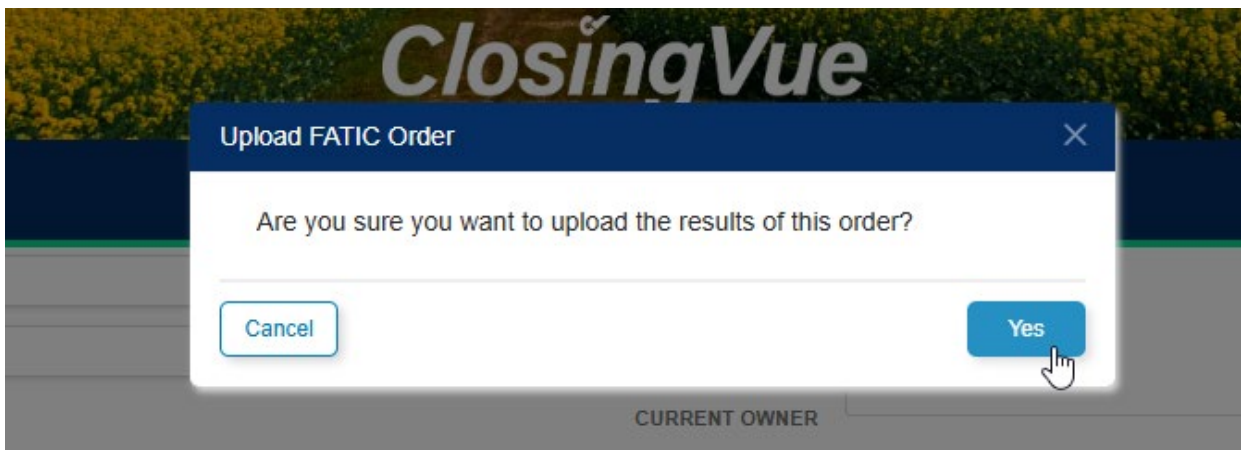 ClosingVue
Upload FATIC Order
Are you sure you want to upload the results of this order?
Cancel
Yes
CURRENT OWNER